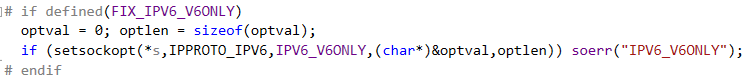 # if defined(FIX_IPV6_V6ONLY)
optval = 0; optlen = sizeof(optval);
if (setsockopt(*s,IPPROTO_IPV6,IPV6_V6ONLY,(char*)&optval,optlen)) soerr("IPV6_V6ONLY");
# endif